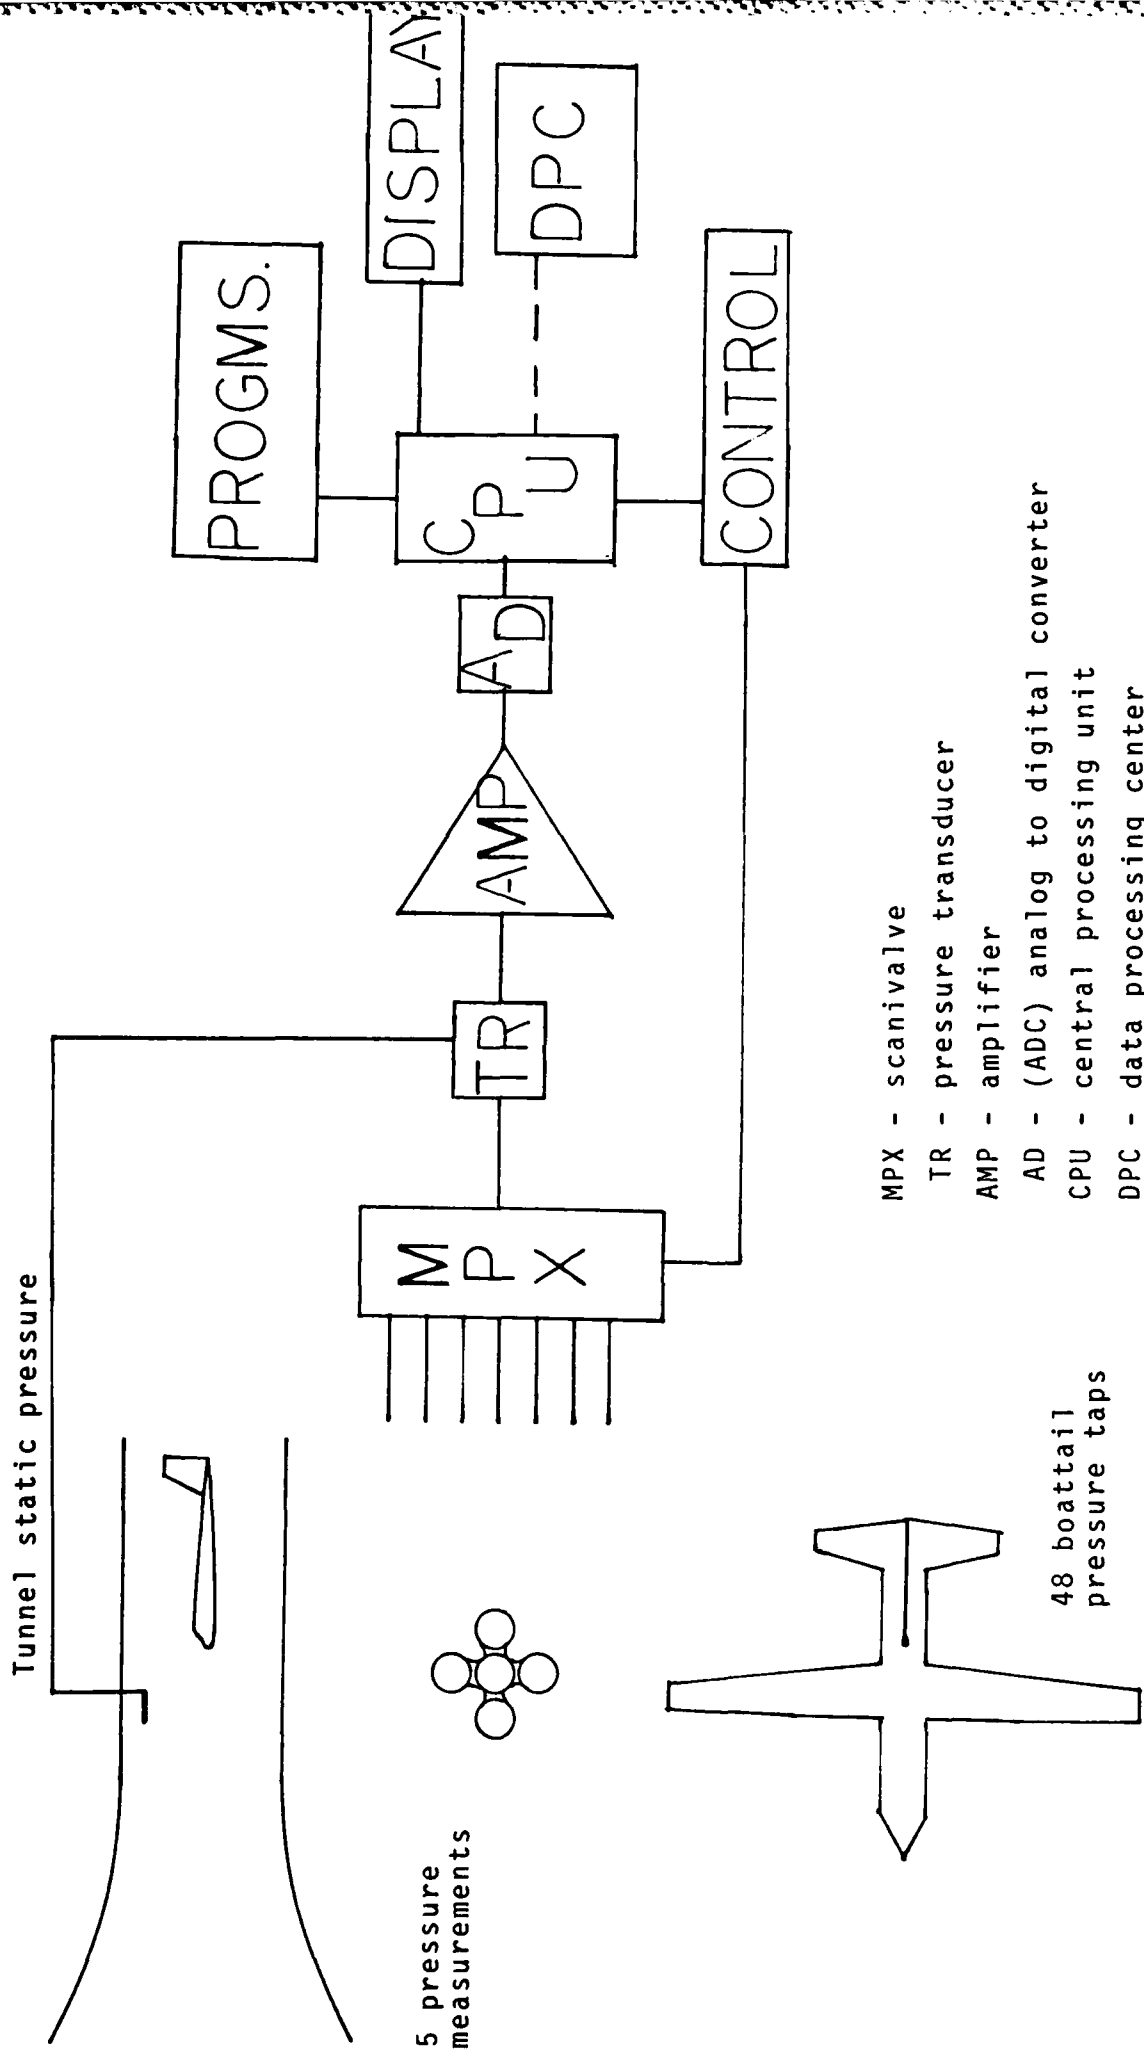 Tunnel static pressure
5 pressure
measurements
48 boattail
pressure taps
MPX
TR
AMP
AD
CPU
PROGMS.
DISPLAY
DPC
CONTROL
MPX - scanivalve
TR - pressure transducer
AMP - amplifier
AD - (ADC) analog to digital converter
CPU - central processing unit
DPC - data processing center